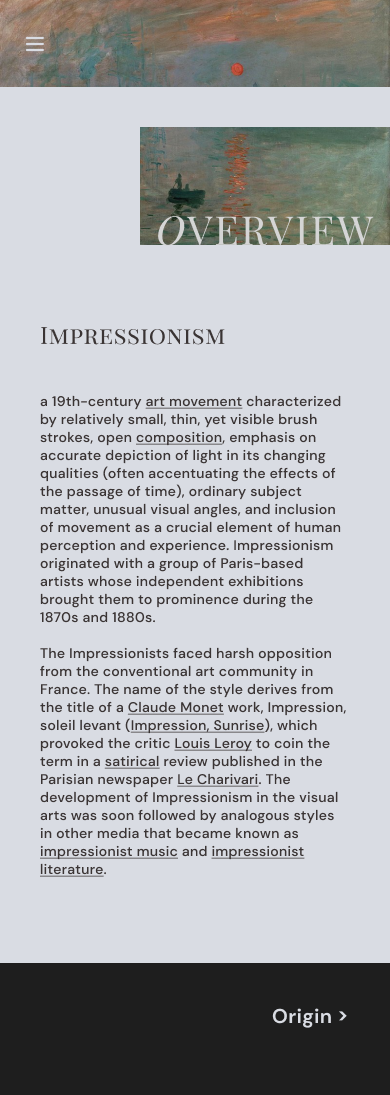 OVERVIEW
Impressionism
a 19th-century art movement characterized
by relatively small, thin, yet visible brush
strokes, open composition, emphasis on
accurate depiction of light in its changing
qualities (often accentuating the effects of
the passage of time), ordinary subject
matter, unusual visual angles, and inclusion
of movement as a crucial element of human
perception and experience. Impressionism
originated with a group of Paris-based
artists whose independent exhibitions
brought them to prominence during the
1870s and 1880s.
The Impressionists faced harsh opposition
from the conventional art community in
France. The name of the style derives from
the title of a Claude Monet work, Impression,
soleil levant (Impression, Sunrise), which
provoked the critic Louis Leroy to coin the
term in a satirical review published in the
Parisian newspaper Le Charivari. The
development of Impressionism in the visual
arts was soon followed by analogous styles
in other media that became known as
impressionist music and impressionist
literature.
Origin >